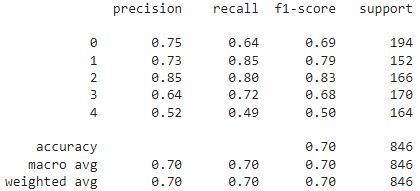 precision recall f1-score support
0 0.75 0.64 0.69 194
1 0.73 0.85 0.79 152
2 0.85 0.80 0.83 166
3 0.64 0.72 0.68 170
4 0.52 0.49 0.50 164
accuracy 0.70 846
macro avg 0.70 0.70 0.70 846
weighted avg 0.70 0.70 0.70 846